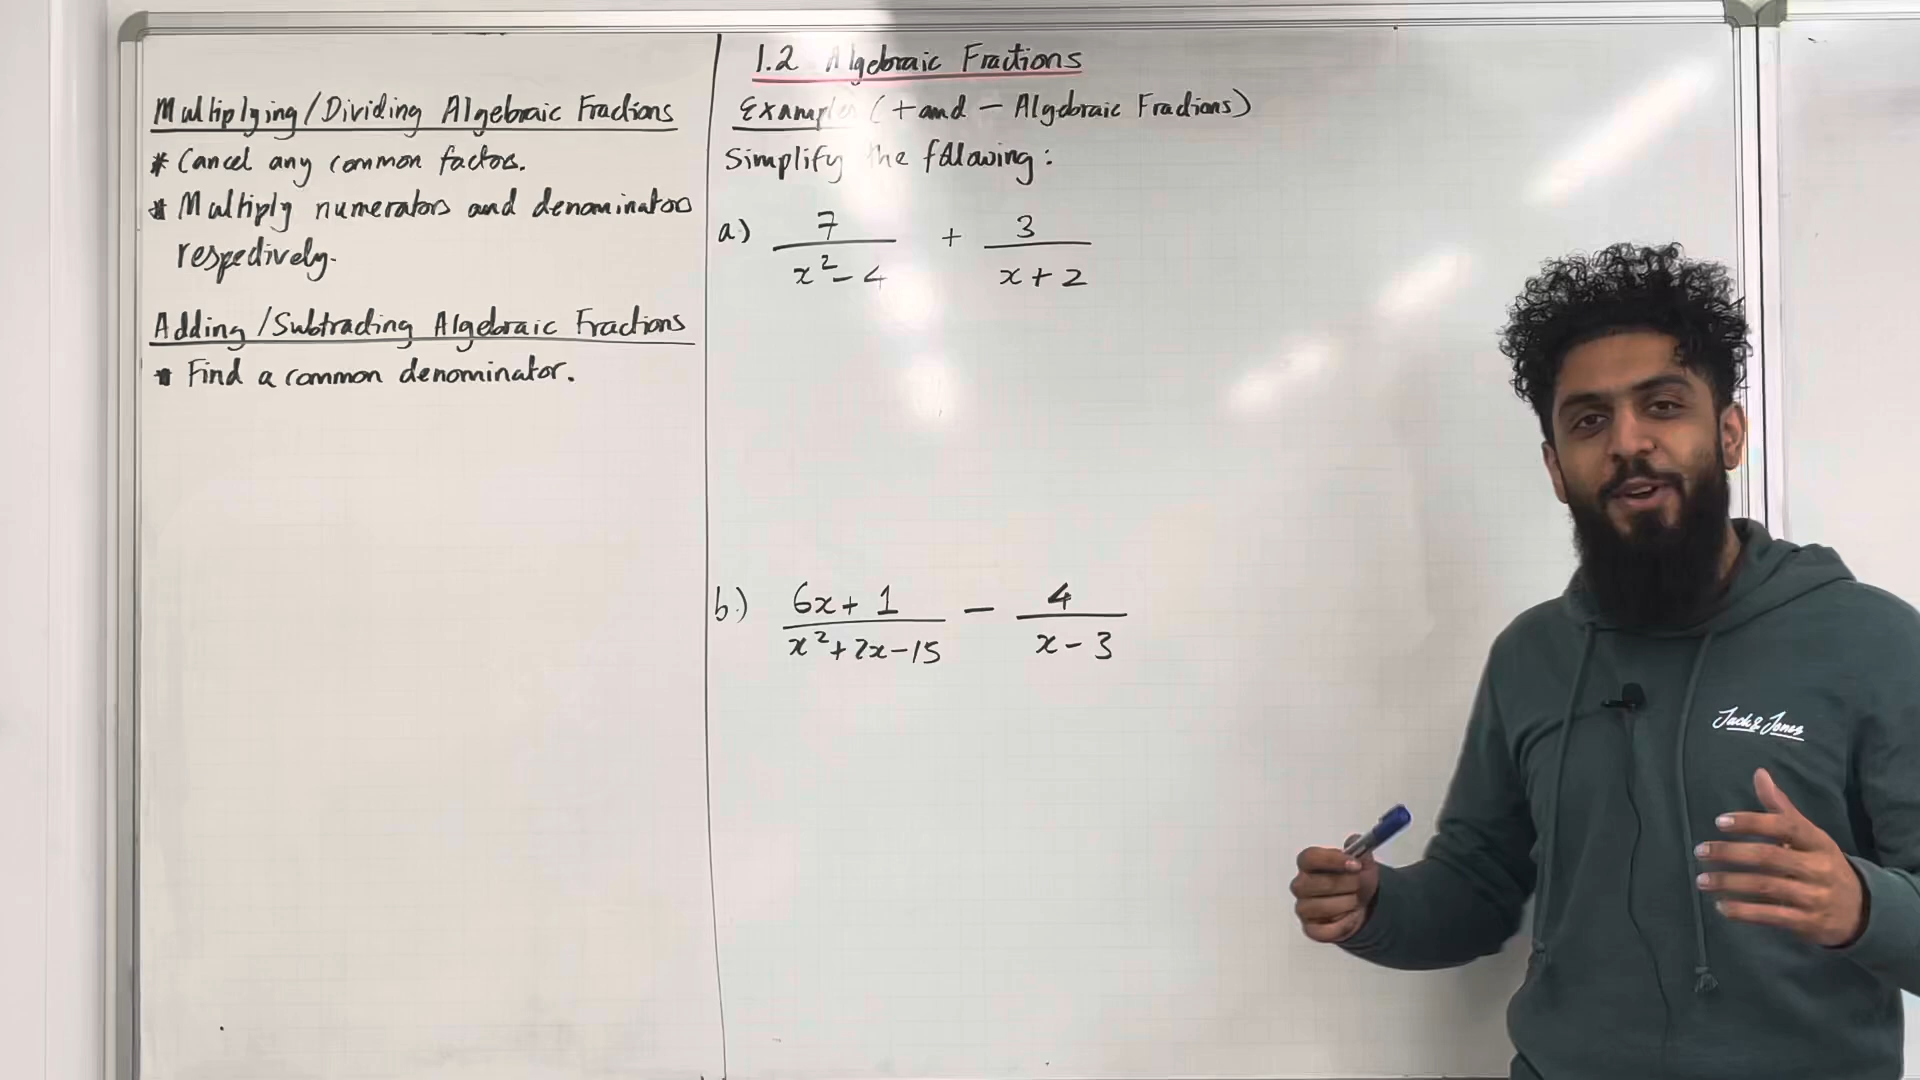 Multiplying/Dividing Algebraic Fractions
* Cancel any common factors.
* Multiply numerators and denominators
respectively.
Adding/Subtracting Algebraic Fractions
* Find a common denominator.
1.2 Algebraic Fractions
Examples (+ and - Algebraic Fractions)
Simplify the following:
a.) 7/(x²-4) + 3/(x+2)
b.) (6x+1)/(x²+2x-15) - 4/(x-3)
Jack & Jones